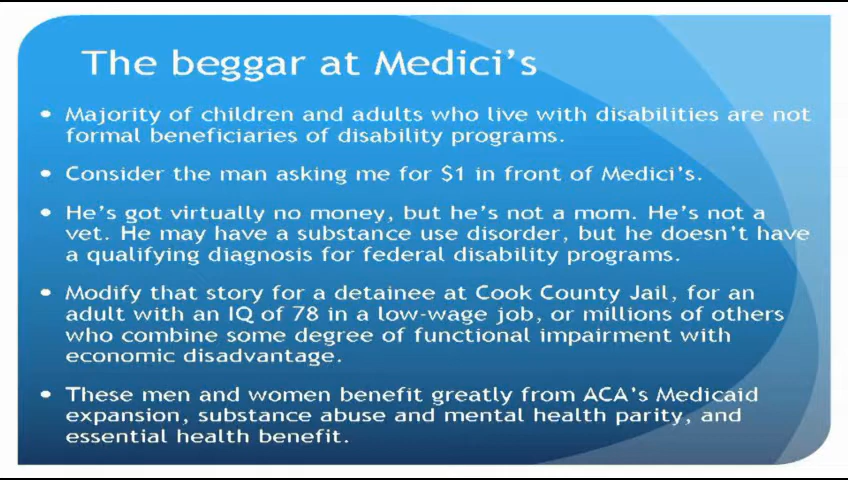 The beggar at Medici's
• Majority of children and adults who live with disabilities are not
formal beneficiaries of disability programs.
• Consider the man asking me for $1 in front of Medici's.
• He's got virtually no money, but he's not a mom. He's not a
vet. He may have a substance use disorder, but he doesn't have
a qualifying diagnosis for federal disability programs.
• Modify that story for a detainee at Cook County Jail, for an
adult with an IQ of 78 in a low-wage job, or millions of others
who combine some degree of functional impairment with
economic disadvantage.
• These men and women benefit greatly from ACA's Medicaid
expansion, substance abuse and mental health parity, and
essential health benefit.